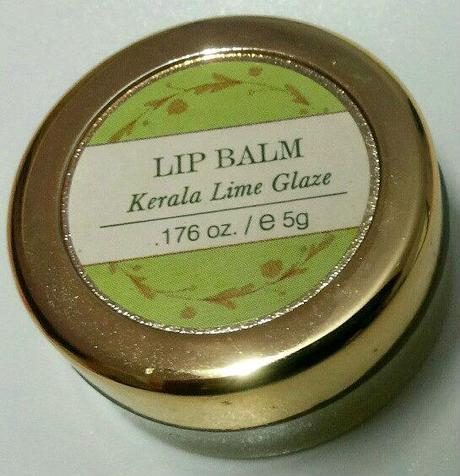 LIP BALM
Kerala Lime Glaze
.176 oz. / e 5g